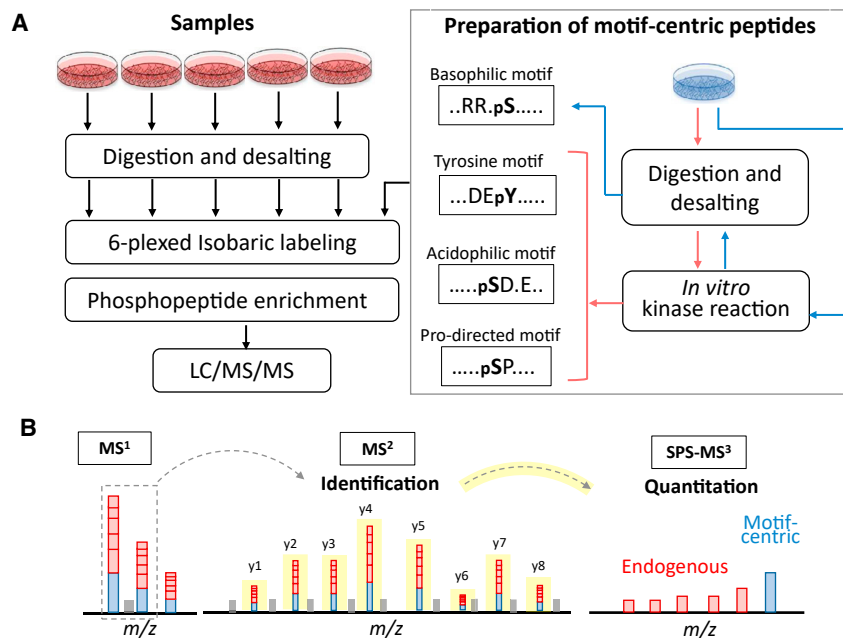 A
Samples
Digestion and desalting
6-plexed Isobaric labeling
Phosphopeptide enrichment
LC/MS/MS
Preparation of motif-centric peptides
Basophilic motif
..RR.pS.....
Tyrosine motif
...DEpY.....
Acidophilic motif
.....pSD.E..
Pro-directed motif
.....pSP....
Digestion and
desalting
In vitro
kinase reaction
B
MS¹
MS²
Identification
SPS-MS³
Quantitation
y1
y2
y3
y4
y5
y6
y7
y8
Endogenous
Motif-
centric
m/z
m/z
m/z